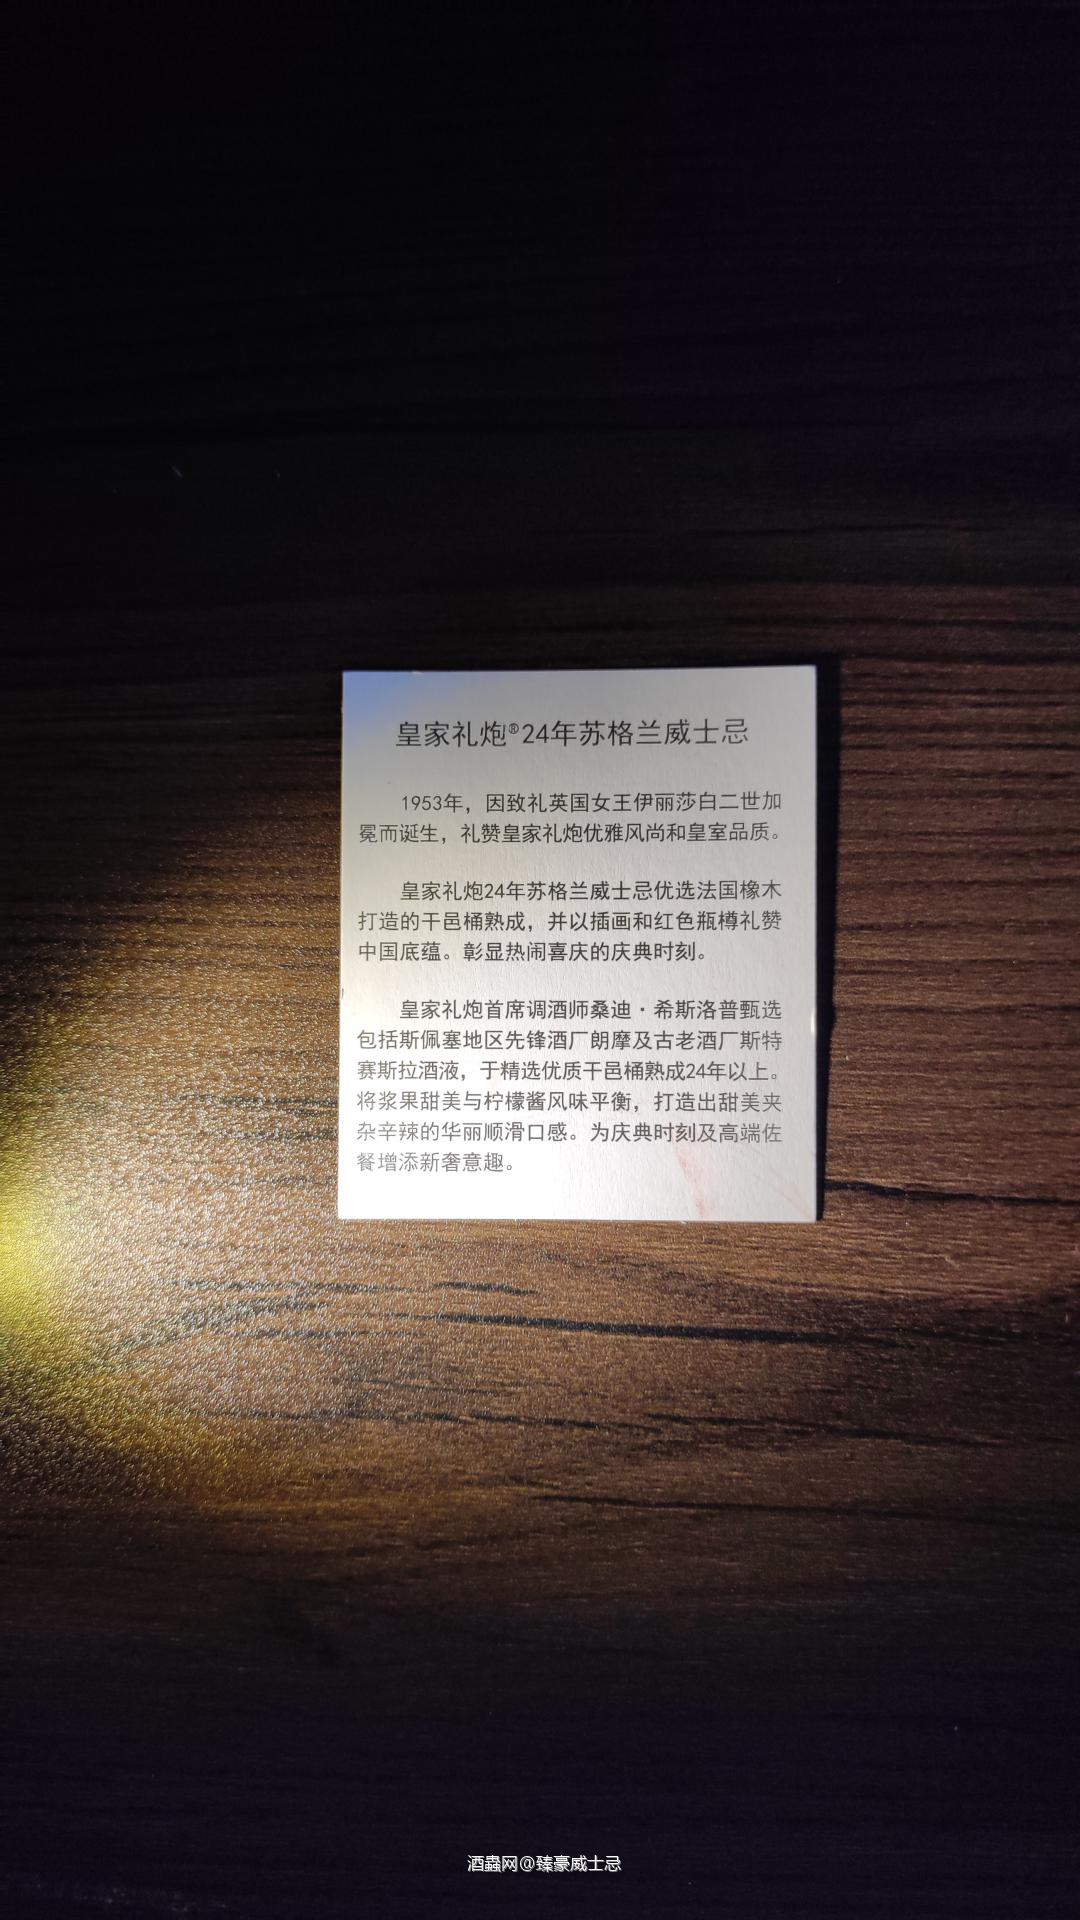 皇家礼炮®24年苏格兰威士忌
1953年，因致礼英国女王伊丽莎白二世加
冕而诞生，礼赞皇家礼炮优雅风尚和皇室品质。
皇家礼炮24年苏格兰威士忌优选法国橡木
打造的干邑桶熟成，并以插画和红色瓶樽礼赞
中国底蕴。彰显热闹喜庆的庆典时刻。
皇家礼炮首席调酒师桑迪·希斯洛普甄选
包括斯佩塞地区先锋酒厂朗摩及古老酒厂斯特
赛斯拉酒液，于精选优质干邑桶熟成24年以上。
将浆果甜美与柠檬酱风味平衡，打造出甜美夹
杂辛辣的华丽顺滑口感。为庆典时刻及高端佐
餐增添新奢意趣。
酒蟲网@臻豪威士忌